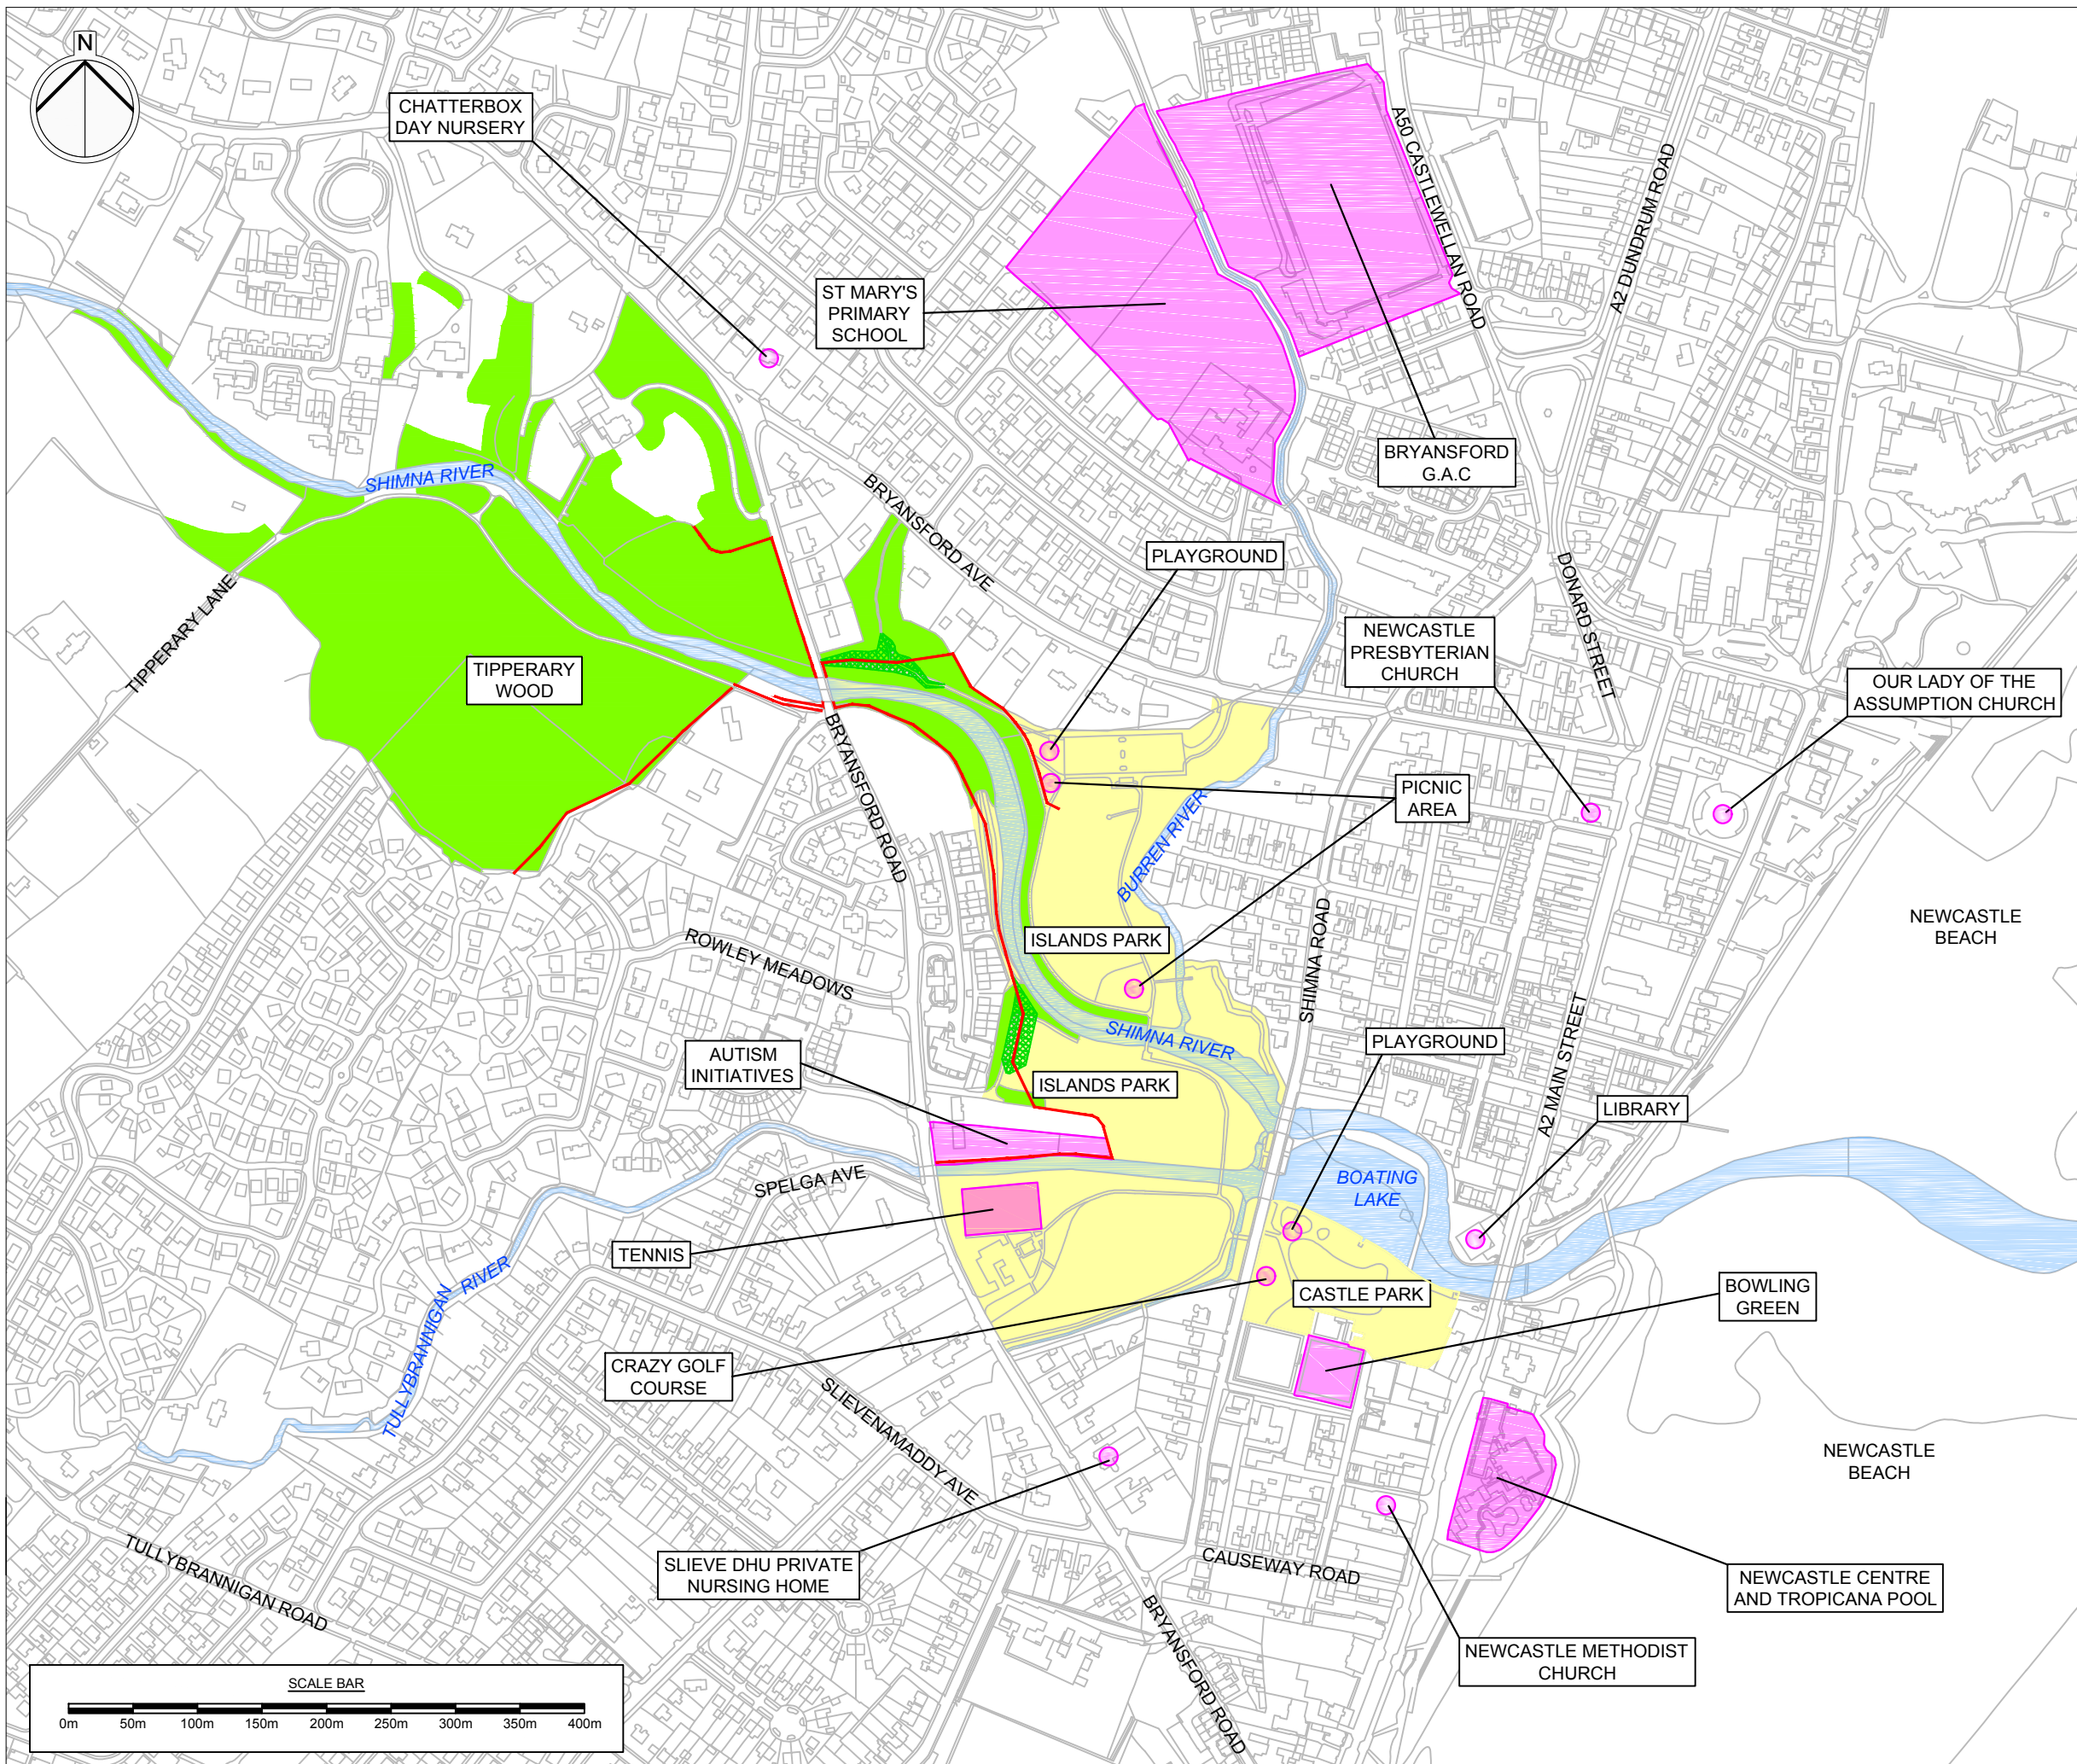 N
CHATTERBOX
DAY NURSERY
A50 CASTLEWELLAN ROAD
A2 DUNDRUM ROAD
ST MARY'S
PRIMARY
SCHOOL
BRYANSFORD
G.A.C
SHIMNA RIVER
BRYANSFORD AVE
PLAYGROUND
DONARD STREET
TIPPERARY LANE
NEWCASTLE
PRESBYTERIAN
CHURCH
TIPPERARY
WOOD
OUR LADY OF THE
ASSUMPTION CHURCH
BRYANSFORD ROAD
PICNIC
AREA
BURREN RIVER
NEWCASTLE
BEACH
ISLANDS PARK
ROWLEY MEADOWS
SHIMNA ROAD
SHIMNA RIVER
PLAYGROUND
A2 MAIN STREET
AUTISM
INITIATIVES
ISLANDS PARK
LIBRARY
SPELGA AVE
BOATING
LAKE
TENNIS
TULLYBRANNIGAN RIVER
CASTLE PARK
BOWLING
GREEN
CRAZY GOLF
COURSE
SLIEVENAMADDY AVE
NEWCASTLE
BEACH
SLIEVE DHU PRIVATE
NURSING HOME
CAUSEWAY ROAD
NEWCASTLE CENTRE
AND TROPICANA POOL
TULLYBRANNIGAN ROAD
BRYANSFORD ROAD
NEWCASTLE METHODIST
CHURCH
SCALE BAR
0m 50m 100m 150m 200m 250m 300m 350m 400m